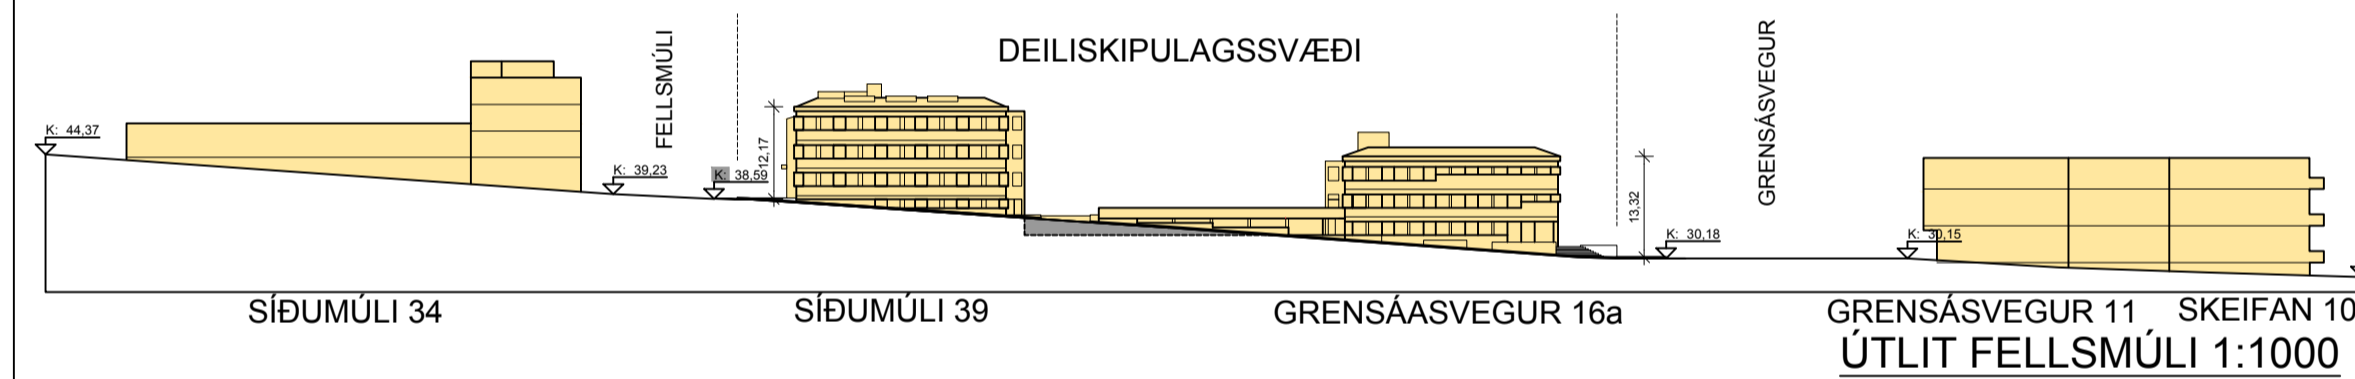 DEILISKIPULAGSSVÆÐI
FELLSMÚLI
GRENSÁSVEGUR
K: 44,37
K: 39,23
K: 38,59
12,17
13,32
K: 30,18
K: 30,15
SÍÐUMÚLI 34
SÍÐUMÚLI 39
GRENSÁASVEGUR 16a
GRENSÁSVEGUR 11
SKEIFAN 10
ÚTLIT FELLSMÚLI 1:1000